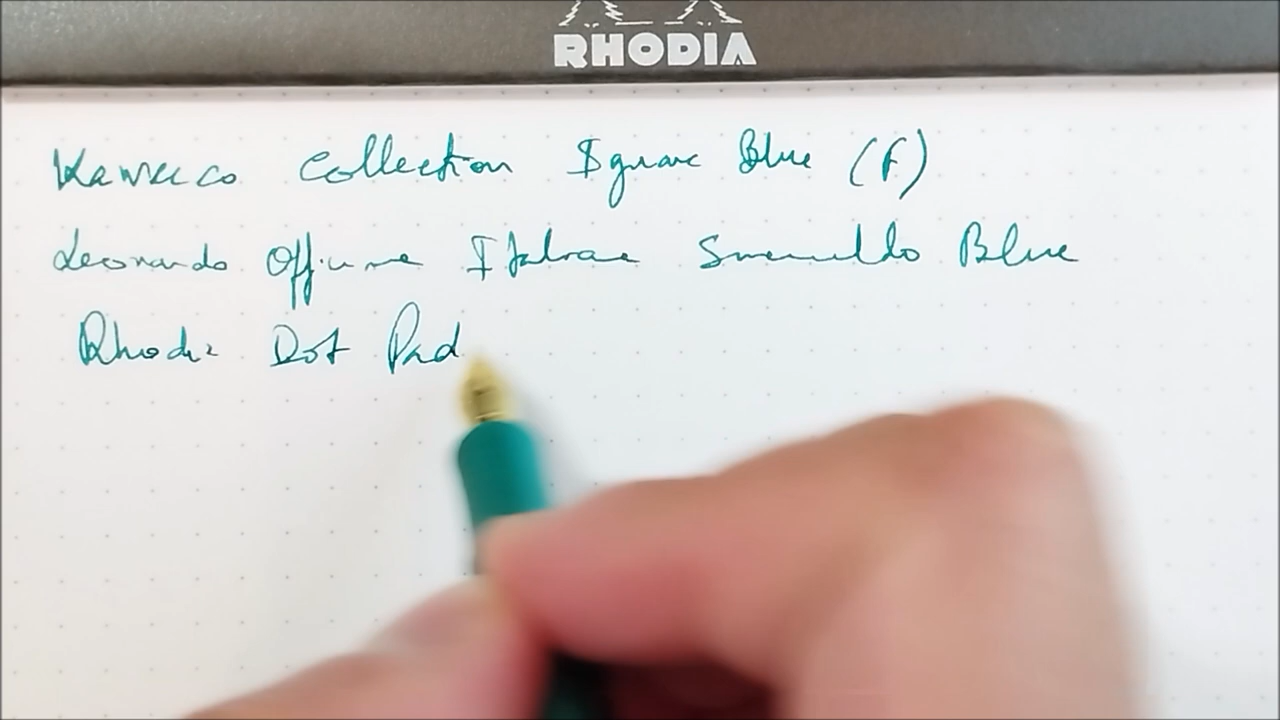 RHODIA
Kaweco Collection Iguana Blue (F)
Leonardo Officina Italiana Smeraldo Blue
Rhodia Dot Pad